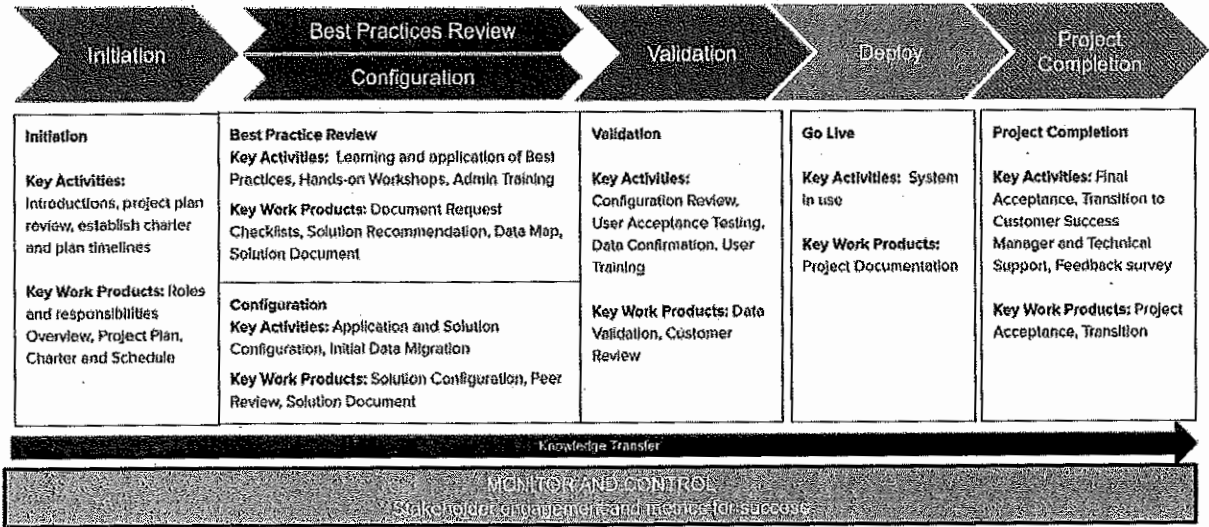 Initiation
Best Practices Review
Configuration
Validation
Deploy
Project
Completion
Initiation
Key Activities:
Introductions, project plan
review, establish charter
and plan timelines
Key Work Products: Roles
and responsibilities
Overview, Project Plan,
Charter and Schedule
Best Practice Review
Key Activities: Learning and application of Best
Practices, Hands-on Workshops, Admin Training
Key Work Products: Document Request
Checklists, Solution Recommendation, Data Map,
Solution Document
Configuration
Key Activities: Application and Solution
Configuration, Initial Data Migration
Key Work Products: Solution Configuration, Peer
Review, Solution Document
Validation
Key Activities:
Configuration Review,
User Acceptance Testing,
Data Confirmation, User
Training
Key Work Products: Data
Validation, Customer
Review
Go Live
Key Activities: System
in use
Key Work Products:
Project Documentation
Project Completion
Key Activities: Final
Acceptance, Transition to
Customer Success
Manager and Technical
Support, Feedback survey
Key Work Products: Project
Acceptance, Transition
Knowledge Transfer
MONITOR AND CONTROL
Stakeholder engagement and metrics for success